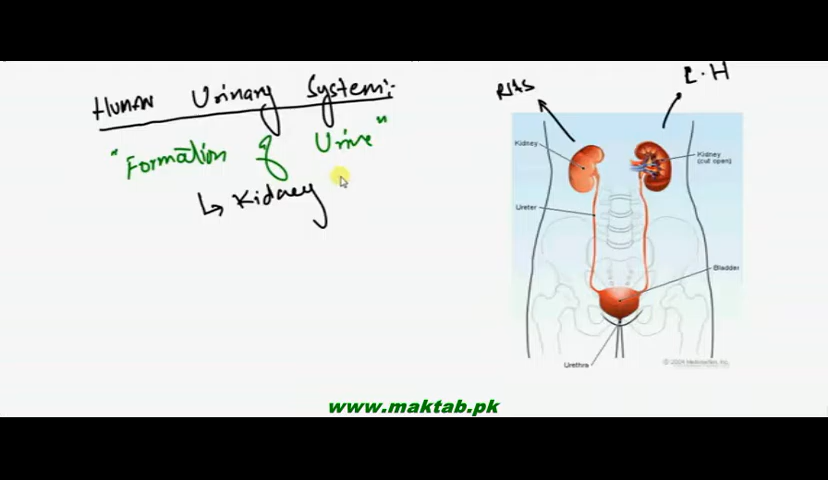 HUMAN Urinary System:-
"Formation of Urine"
↳ Kidney
R.H.S
L.H
Kidney
Kidney
(cut open)
Ureter
Bladder
Urethra
www.maktab.pk